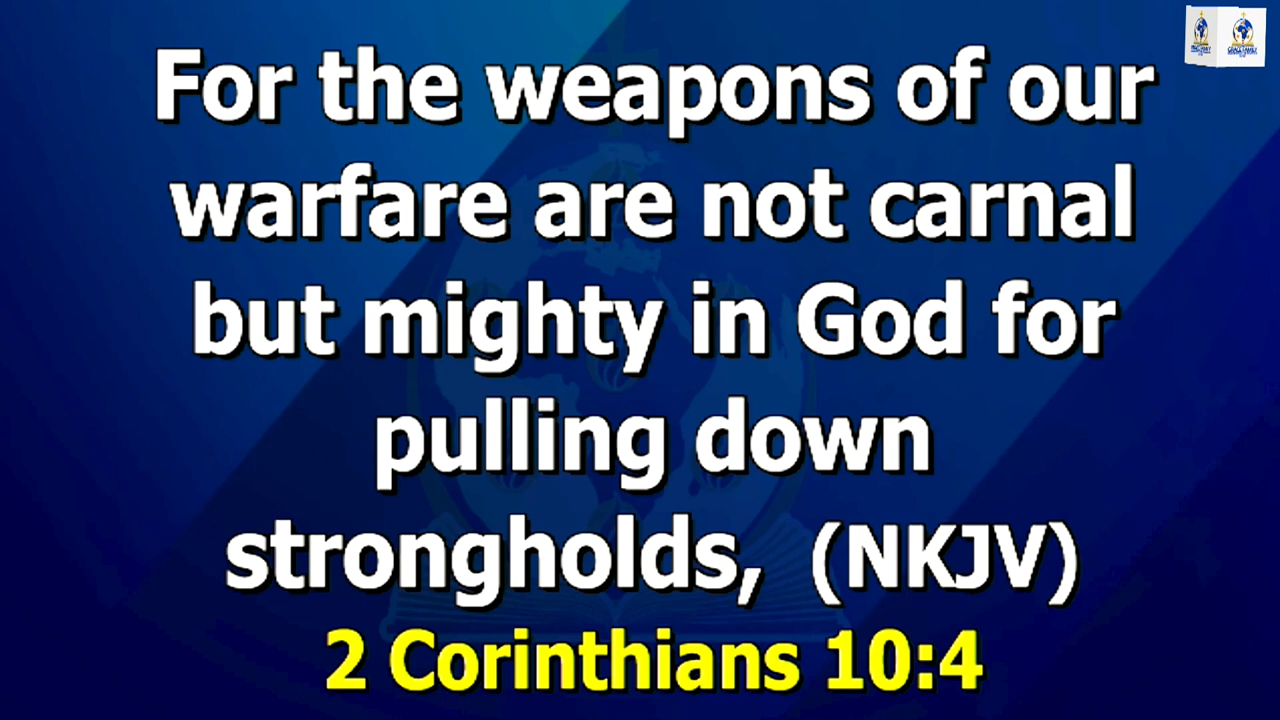 For the weapons of our
warfare are not carnal
but mighty in God for
pulling down
strongholds, (NKJV)
2 Corinthians 10:4